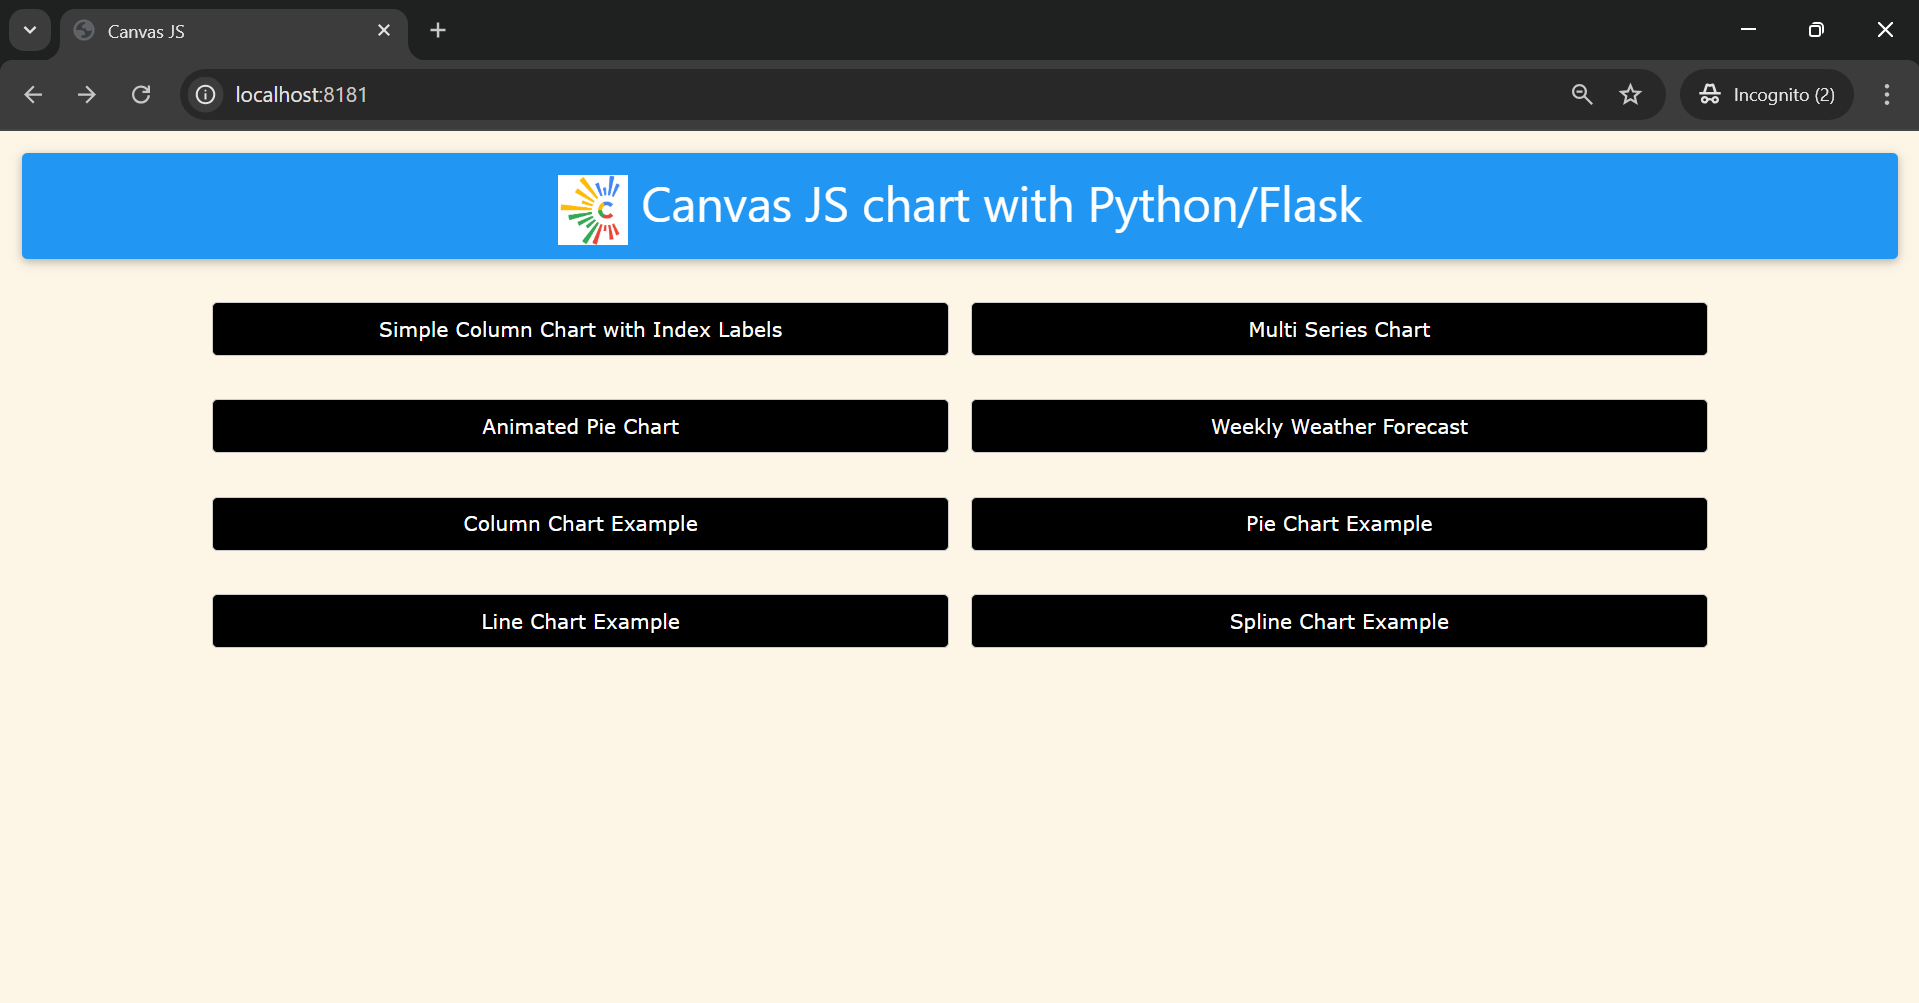 Canvas JS
localhost:8181
Incognito (2)
C Canvas JS chart with Python/Flask
Simple Column Chart with Index Labels
Multi Series Chart
Animated Pie Chart
Weekly Weather Forecast
Column Chart Example
Pie Chart Example
Line Chart Example
Spline Chart Example